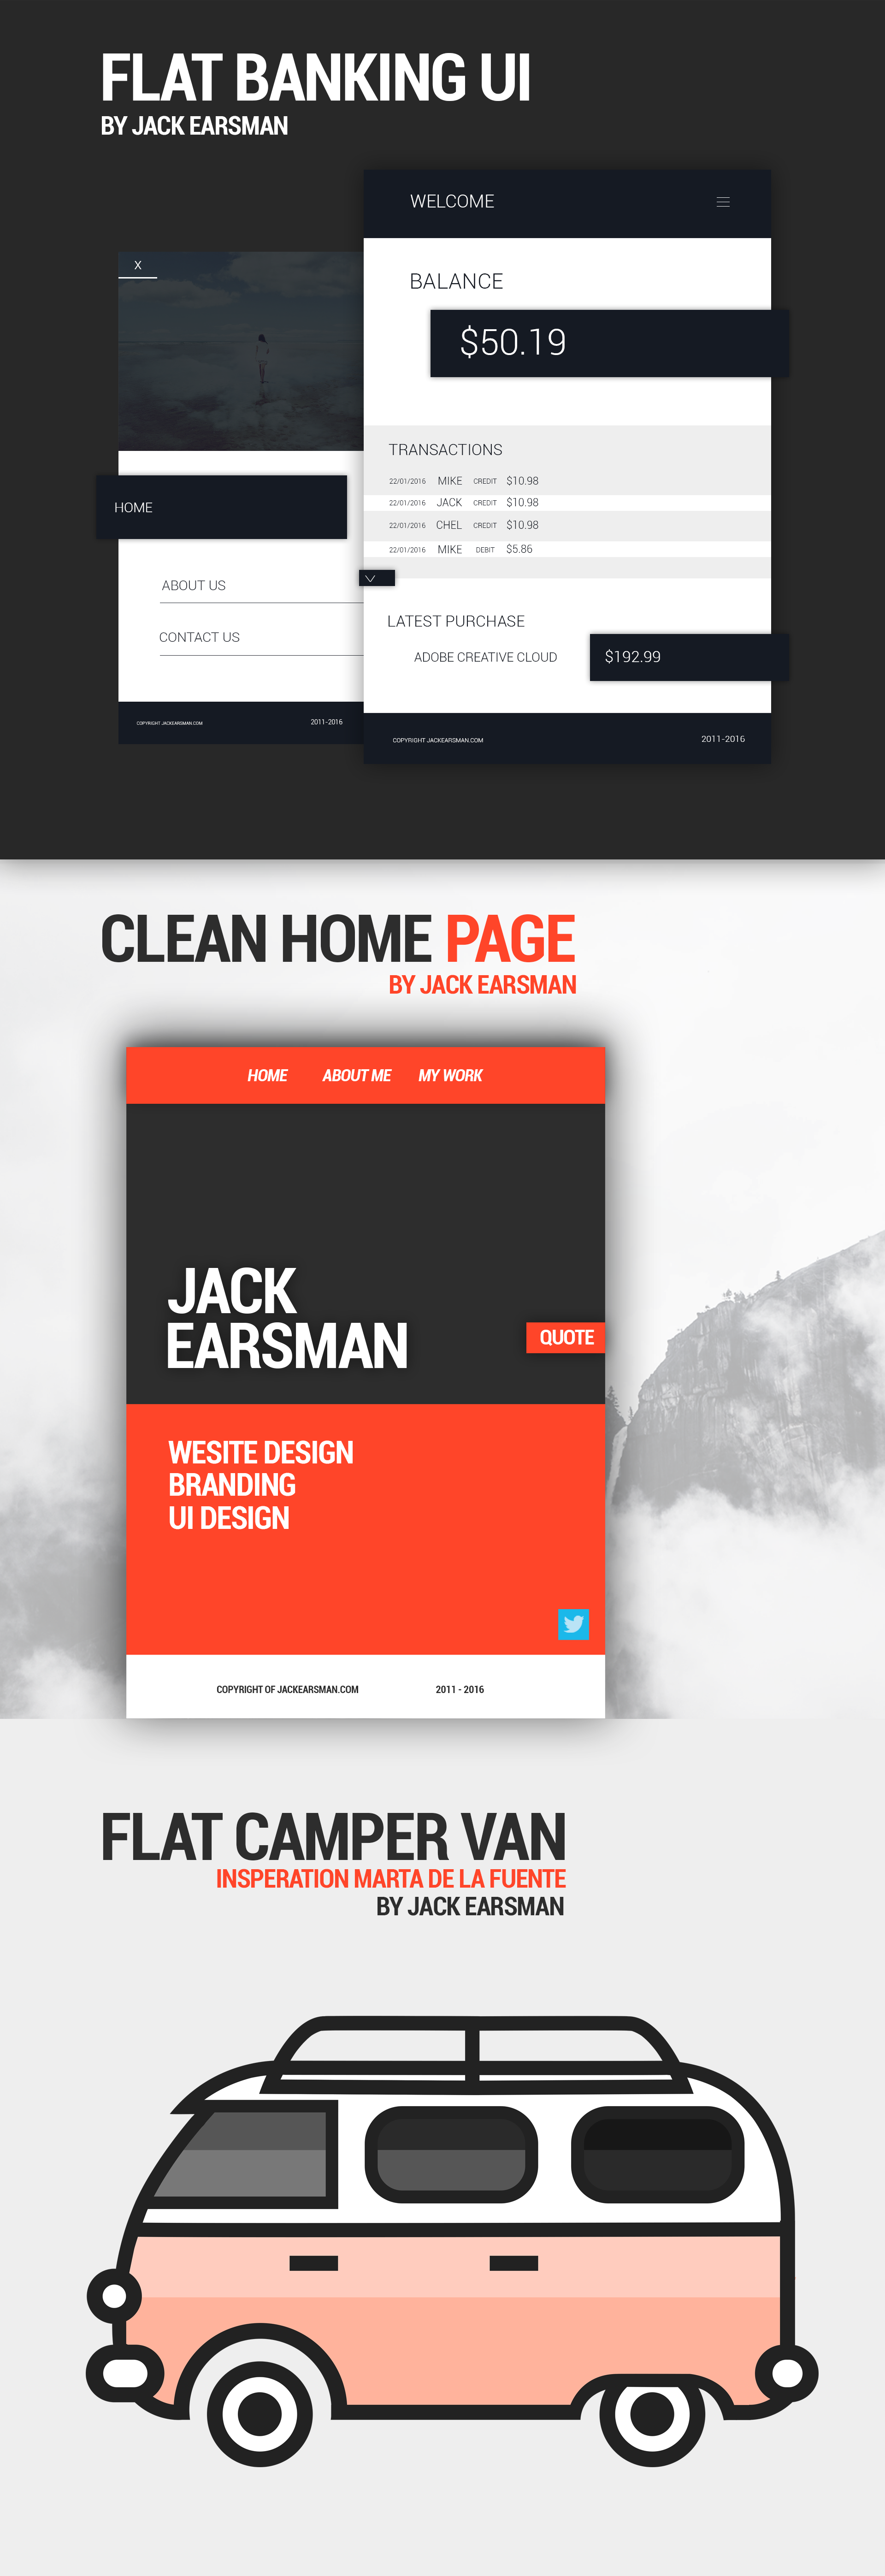 FLAT BANKING UI
BY JACK EARSMAN
X
HOME
ABOUT US
CONTACT US
COPYRIGHT JACKEARSMAN.COM 2011-2016
WELCOME
BALANCE
$50.19
TRANSACTIONS
22/01/2016 MIKE CREDIT $10.98
22/01/2016 JACK CREDIT $10.98
22/01/2016 CHEL CREDIT $10.98
22/01/2016 MIKE DEBIT $5.86
LATEST PURCHASE
ADOBE CREATIVE CLOUD $192.99
COPYRIGHT JACKEARSMAN.COM 2011-2016
CLEAN HOME PAGE
BY JACK EARSMAN
HOME ABOUT ME MY WORK
JACK
EARSMAN
QUOTE
WESITE DESIGN
BRANDING
UI DESIGN
COPYRIGHT OF JACKEARSMAN.COM 2011 - 2016
FLAT CAMPER VAN
INSPERATION MARTA DE LA FUENTE
BY JACK EARSMAN